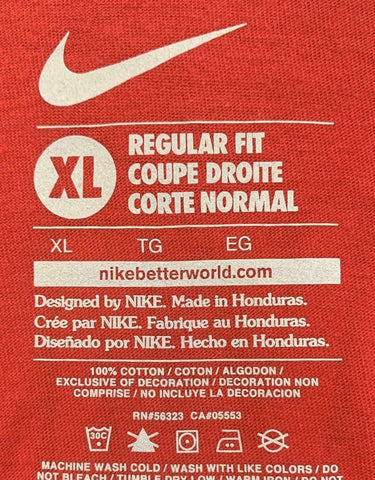 XL
REGULAR FIT
COUPE DROITE
CORTE NORMAL
XL TG EG
nikebetterworld.com
Designed by NIKE. Made in Honduras.
Crée par NIKE. Fabrique au Honduras.
Diseñado por NIKE. Hecho en Honduras.
100% COTTON / COTON / ALGODON
EXCLUSIVE OF DECORATION / DECORATION NON
COMPRISE / NO INCLUYE LA DECORACION
RN#56323 CA#05553
30C
MACHINE WASH COLD / WASH WITH LIKE COLORS / DO
NOT BLEACH / TUMBLE DRY LOW / WARM IRON / DO